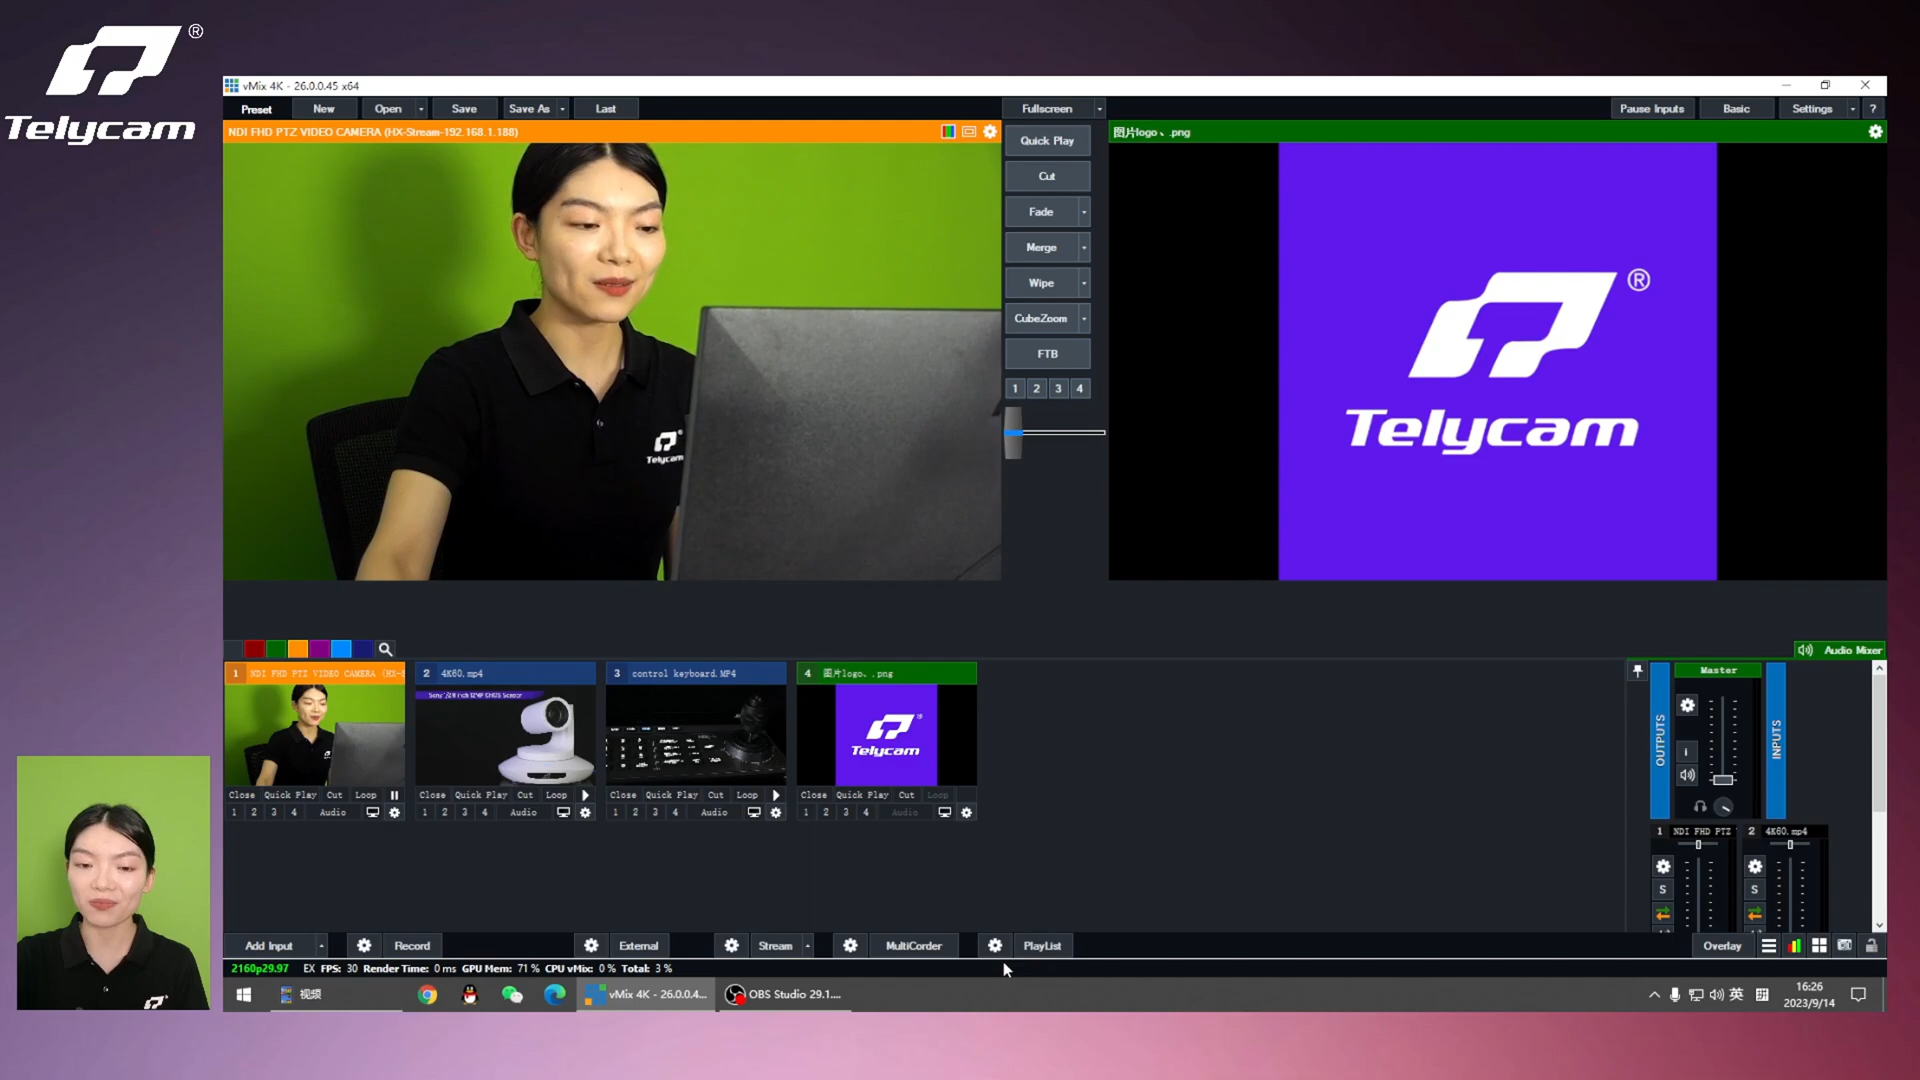 ®
Telycam
vMix 4K - 26.0.0.45 x64
Preset New Open Save Save As Last Fullscreen Pause Inputs Basic Settings ?
NDI FHD PTZ VIDEO CAMERA (HX-Stream-192.168.1.188)
图片logo、.png
Quick Play
Cut
Fade
Merge
Wipe
CubeZoom
FTB
1 2 3 4
®
Telycam
Telycam
Audio Mixer
1 NDI FHD PTZ VIDEO CAMERA (HX-S
2 4K60.mp4
3 control keyboard.MP4
4 图片logo、.png
Telycam
Close Quick Play Cut Loop
1 2 3 4 Audio
Close Quick Play Cut Loop
1 2 3 4 Audio
Close Quick Play Cut Loop
1 2 3 4 Audio
Close Quick Play Cut Loop
1 2 3 4 Audio
Master
OUTPUTS
INPUTS
i
1 NDI FHD PTZ
2 4K60.mp4
S
S
Add Input Record External Stream MultiCorder PlayList Overlay
2160p29.97 EX FPS: 30 Render Time: 0 ms GPU Mem: 71 % CPU vMix: 0 % Total: 3 %
视频
vMix 4K - 26.0.0.4...
OBS Studio 29.1....
英
16:26
2023/9/14